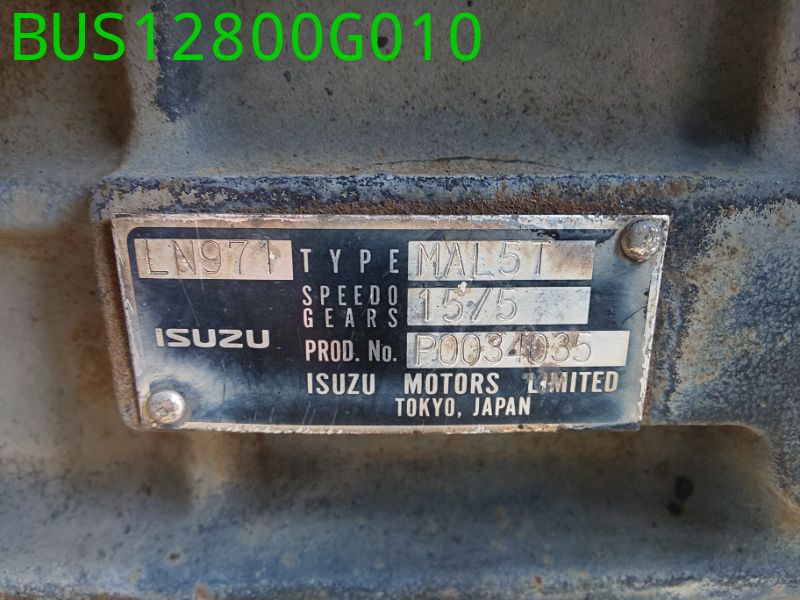 BUS12800G010
LN971 TYPE MAL5T
SPEEDO GEARS 15/5
ISUZU
PROD. No. P0034035
ISUZU MOTORS LIMITED
TOKYO, JAPAN